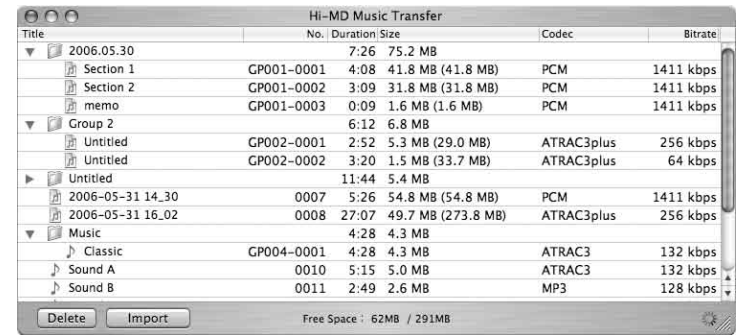 Hi-MD Music Transfer
Title No. Duration Size Codec Bitrate
2006.05.30 7:26 75.2 MB
Section 1 GP001-0001 4:08 41.8 MB (41.8 MB) PCM 1411 kbps
Section 2 GP001-0002 3:09 31.8 MB (31.8 MB) PCM 1411 kbps
memo GP001-0003 0:09 1.6 MB (1.6 MB) PCM 1411 kbps
Group 2 6:12 6.8 MB
Untitled GP002-0001 2:52 5.3 MB (29.0 MB) ATRAC3plus 256 kbps
Untitled GP002-0002 3:20 1.5 MB (33.7 MB) ATRAC3plus 64 kbps
Untitled 11:44 5.4 MB
2006-05-31 14_30 0007 5:26 54.8 MB (54.8 MB) PCM 1411 kbps
2006-05-31 16_02 0008 27:07 49.7 MB (273.8 MB) ATRAC3plus 256 kbps
Music 4:28 4.3 MB
Classic GP004-0001 4:28 4.3 MB ATRAC3 132 kbps
Sound A 0010 5:15 5.0 MB ATRAC3 132 kbps
Sound B 0011 2:49 2.6 MB MP3 128 kbps
Delete Import Free Space : 62MB / 291MB